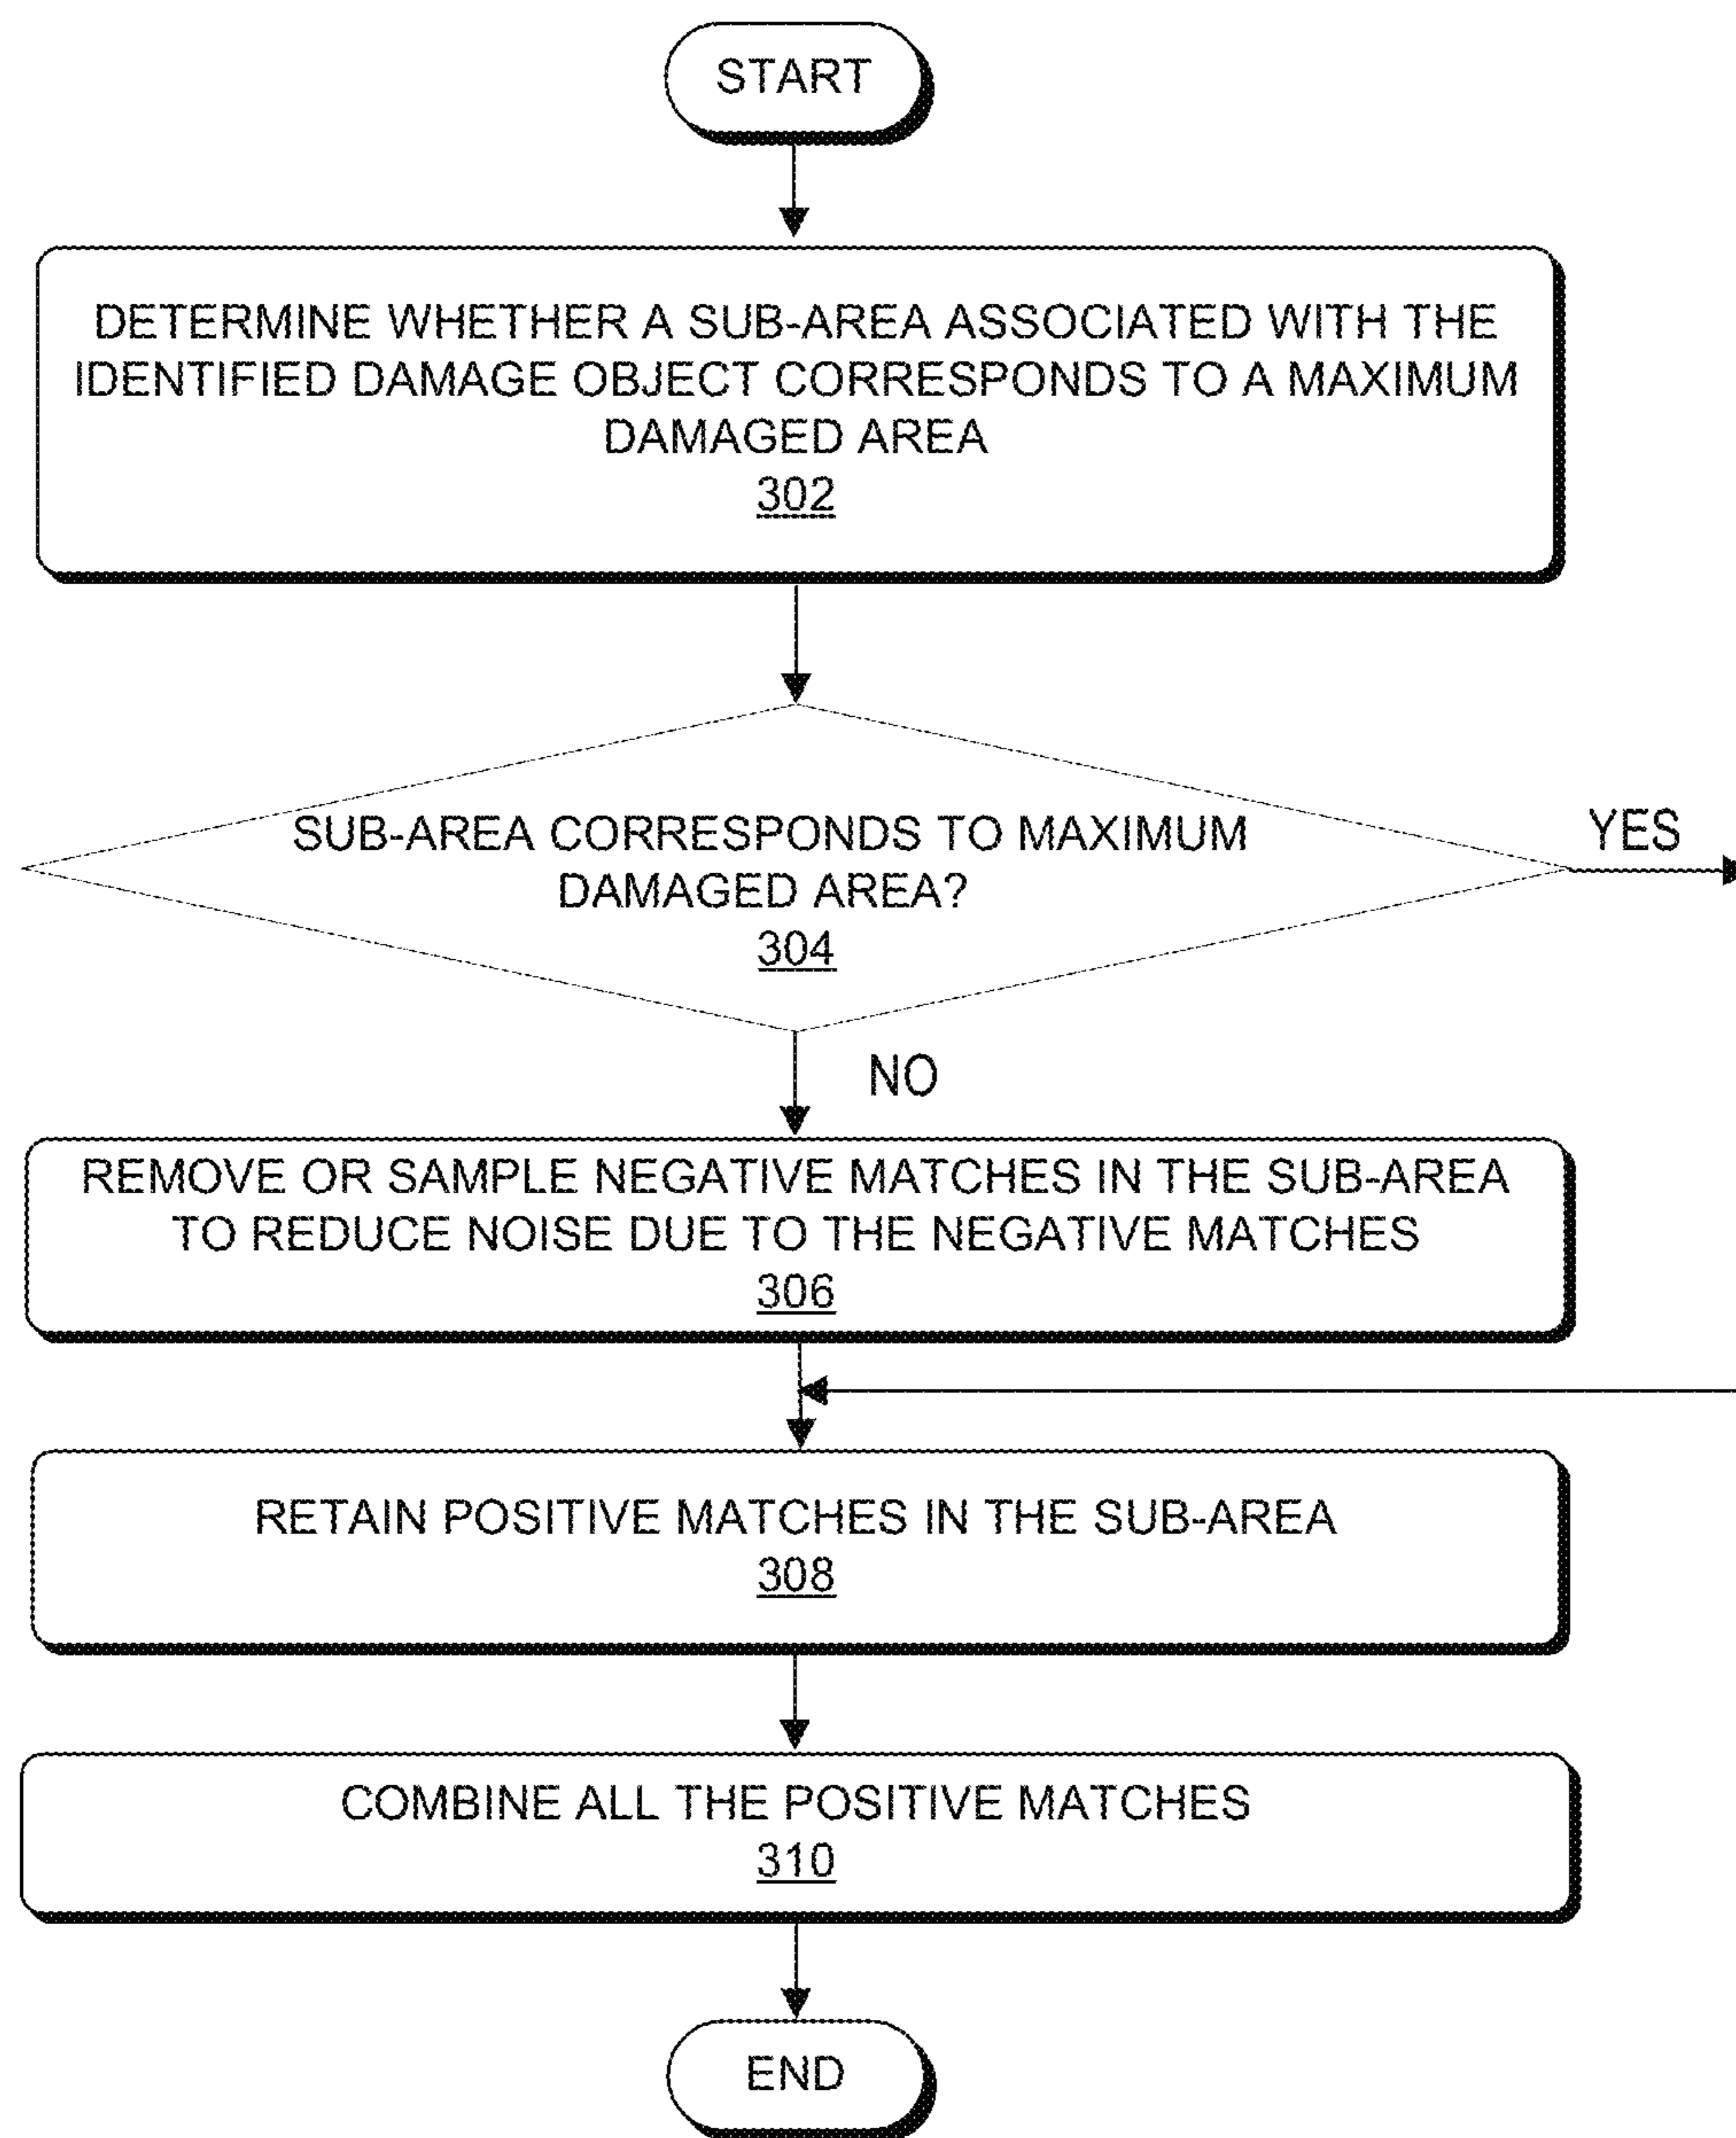 START
DETERMINE WHETHER A SUB-AREA ASSOCIATED WITH THE
IDENTIFIED DAMAGE OBJECT CORRESPONDS TO A MAXIMUM
DAMAGED AREA
302
SUB-AREA CORRESPONDS TO MAXIMUM
DAMAGED AREA?
304
YES
NO
REMOVE OR SAMPLE NEGATIVE MATCHES IN THE SUB-AREA
TO REDUCE NOISE DUE TO THE NEGATIVE MATCHES
306
RETAIN POSITIVE MATCHES IN THE SUB-AREA
308
COMBINE ALL THE POSITIVE MATCHES
310
END